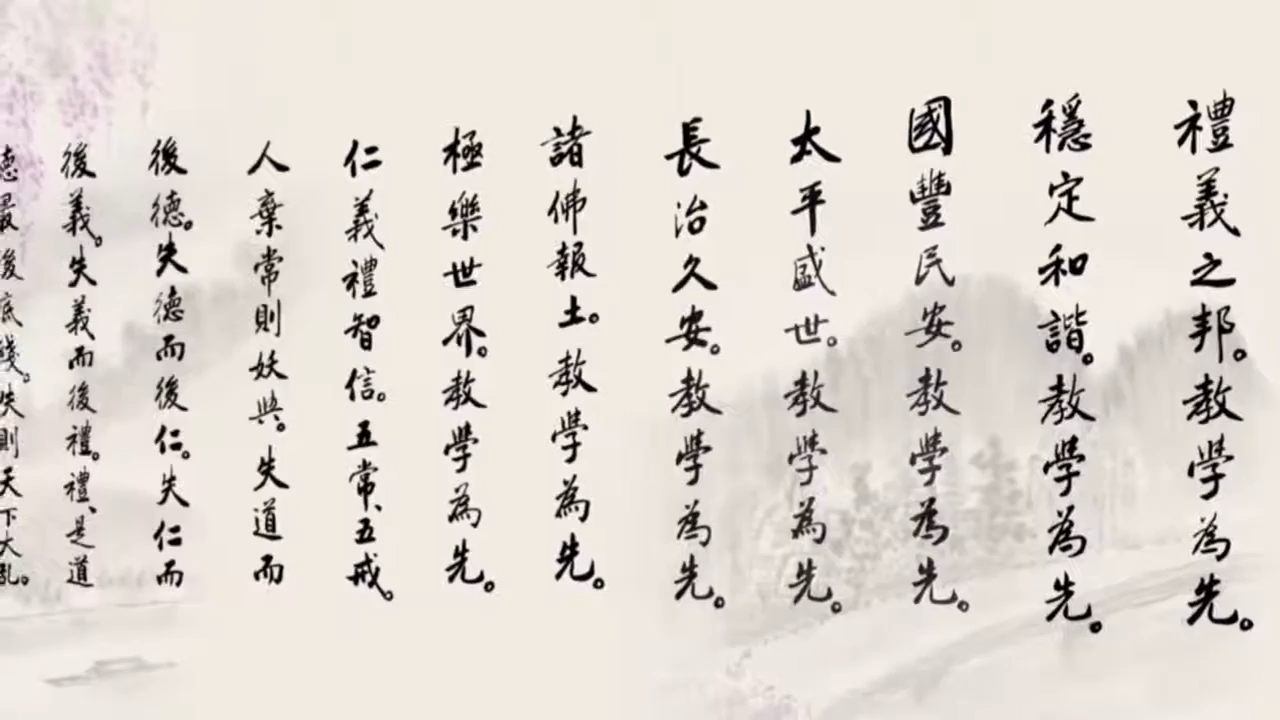 禮義之邦。教學為先。
穩定和諧。教學為先。
國豐民安。教學為先。
太平盛世。教學為先。
長治久安。教學為先。
諸佛報土。教學為先。
極樂世界。教學為先。
仁義禮智信。五常、五戒。
人棄常則妖興。失道而
後德。失德而後仁。失仁而
後義。失義而後禮。禮、是道
德最後底綫。失則天下大亂。